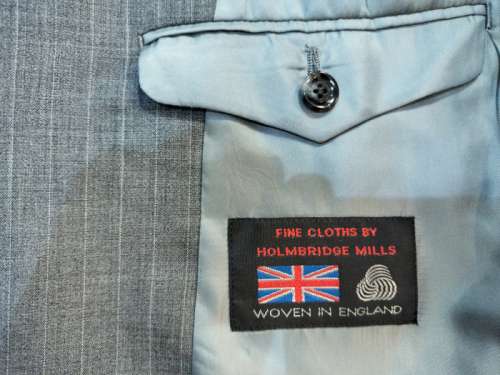 FINE CLOTHS BY
HOLMBRIDGE MILLS
WOVEN IN ENGLAND